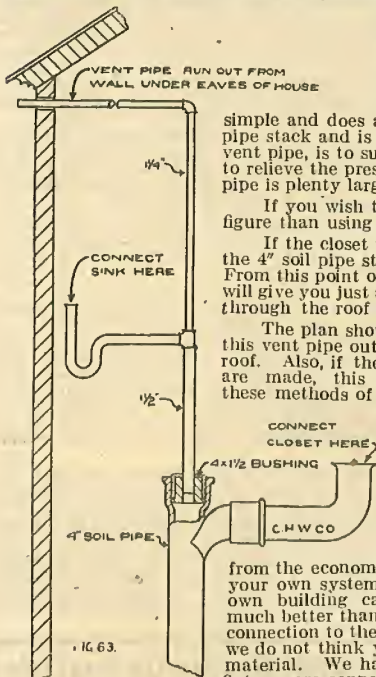 VENT PIPE RUN OUT FROM
WALL UNDER EAVES OF HOUSE
1¼"
CONNECT
SINK HERE
1½"
CONNECT
CLOSET HERE
4x1½ BUSHING
4" SOIL PIPE
C.H.W CO
IG 63.
simple and does a
pipe stack and is
vent pipe, is to su
to relieve the pres
pipe is plenty larg
If you wish t
figure than using
If the closet
the 4" soil pipe st
From this point o
will give you just a
through the roof
The plan show
this vent pipe out
roof. Also, if the
are made, this
these methods of
from the econom
your own system
own building ca
much better than
connection to the
we do not think y
material. We ha